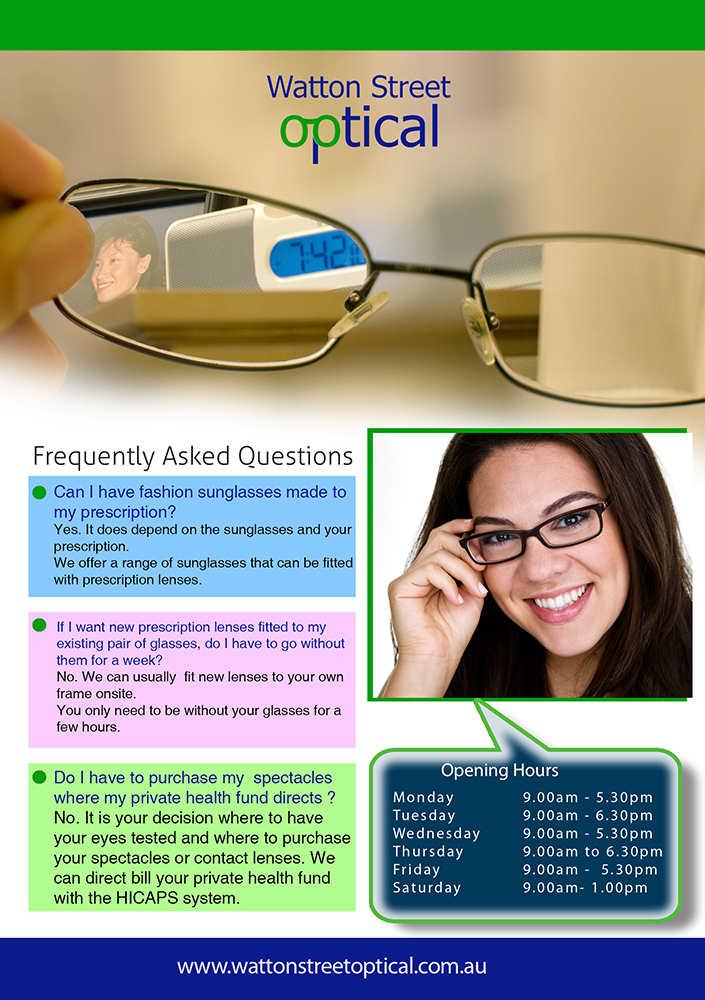 Watton Street
optical
7:42
Frequently Asked Questions
Can I have fashion sunglasses made to
my prescription?
Yes. It does depend on the sunglasses and your
prescription.
We offer a range of sunglasses that can be fitted
with prescription lenses.
If I want new prescription lenses fitted to my
existing pair of glasses, do I have to go without
them for a week?
No. We can usually  fit new lenses to your own
frame onsite.
You only need to be without your glasses for a
few hours.
Do I have to purchase my  spectacles
where my private health fund directs ?
No. It is your decision where to have
your eyes tested and where to purchase
your spectacles or contact lenses. We
can direct bill your private health fund
with the HICAPS system.
Opening Hours
Monday 9.00am - 5.30pm
Tuesday 9.00am - 6.30pm
Wednesday 9.00am - 5.30pm
Thursday 9.00am to 6.30pm
Friday 9.00am -  5.30pm
Saturday 9.00am- 1.00pm
www.wattonstreetoptical.com.au